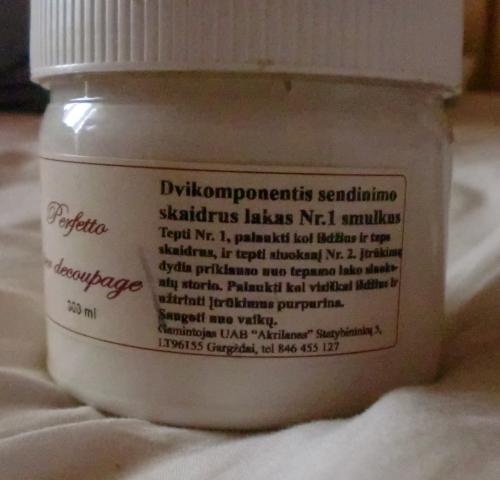 Perfetto
decoupage
300 ml
Dvikomponentis sendinimo
skaidrus lakas Nr.1 smulkus
Tepti Nr. 1, palaukti kol išdžius ir taps
skaidrus, ir tepti sluoksnį Nr. 2. Įtrūkimų
dydis priklauso nuo tepamo lako sluoks-
nių storio. Palaukti kol visiškai išdžius ir
užtrinti įtrūkimus purpurina.
Saugoti nuo vaikų.
Gamintojas UAB "Akrilanas" Statybininkų 5,
LT96155 Gargždai, tel 846 455 127